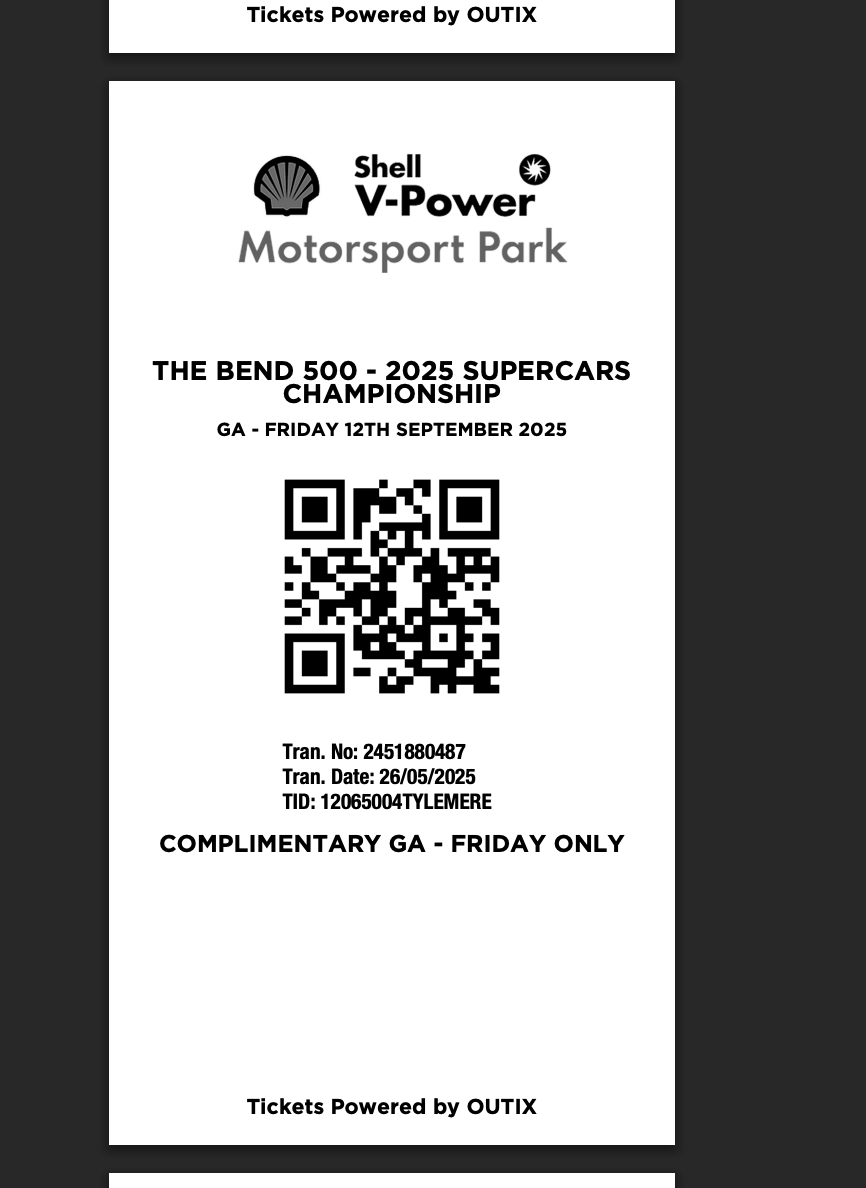 Tickets Powered by OUTIX
Shell
V-Power
Motorsport Park
THE BEND 500 - 2025 SUPERCARS
CHAMPIONSHIP
GA - FRIDAY 12TH SEPTEMBER 2025
Tran. No: 2451880487
Tran. Date: 26/05/2025
TID: 12065004TYLEMERE
COMPLIMENTARY GA - FRIDAY ONLY
Tickets Powered by OUTIX